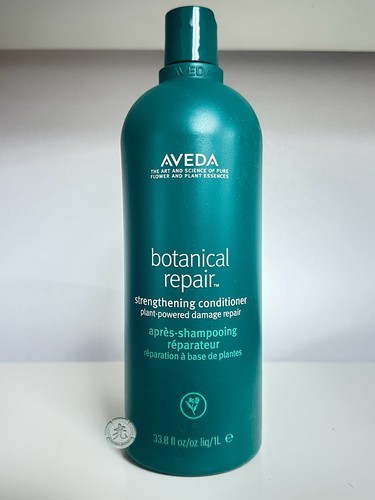 AVEDA
AVEDA
THE ART AND SCIENCE OF PURE
FLOWER AND PLANT ESSENCES
botanical
repair™
strengthening conditioner
plant-powered damage repair
après-shampooing
réparateur
réparation à base de plantes
33.8 fl oz/oz liq/1L ℮